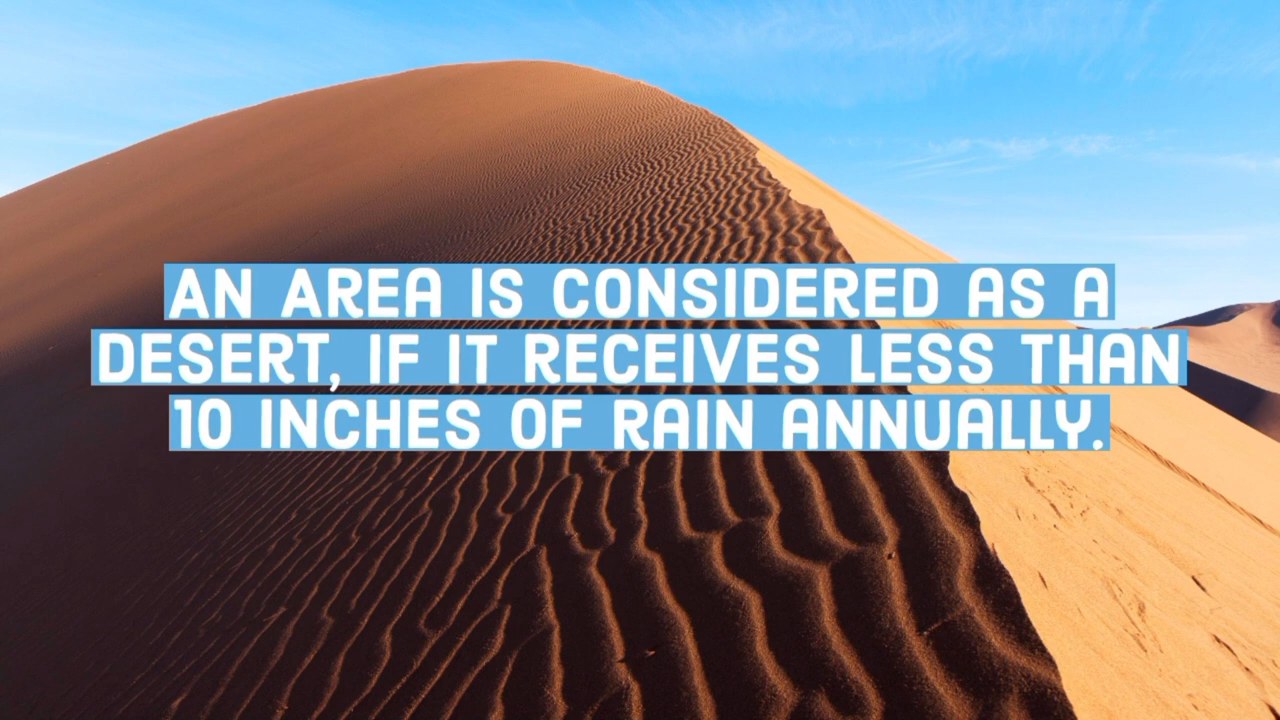 AN AREA IS CONSIDERED AS A
DESERT, IF IT RECEIVES LESS THAN
10 INCHES OF RAIN ANNUALLY.